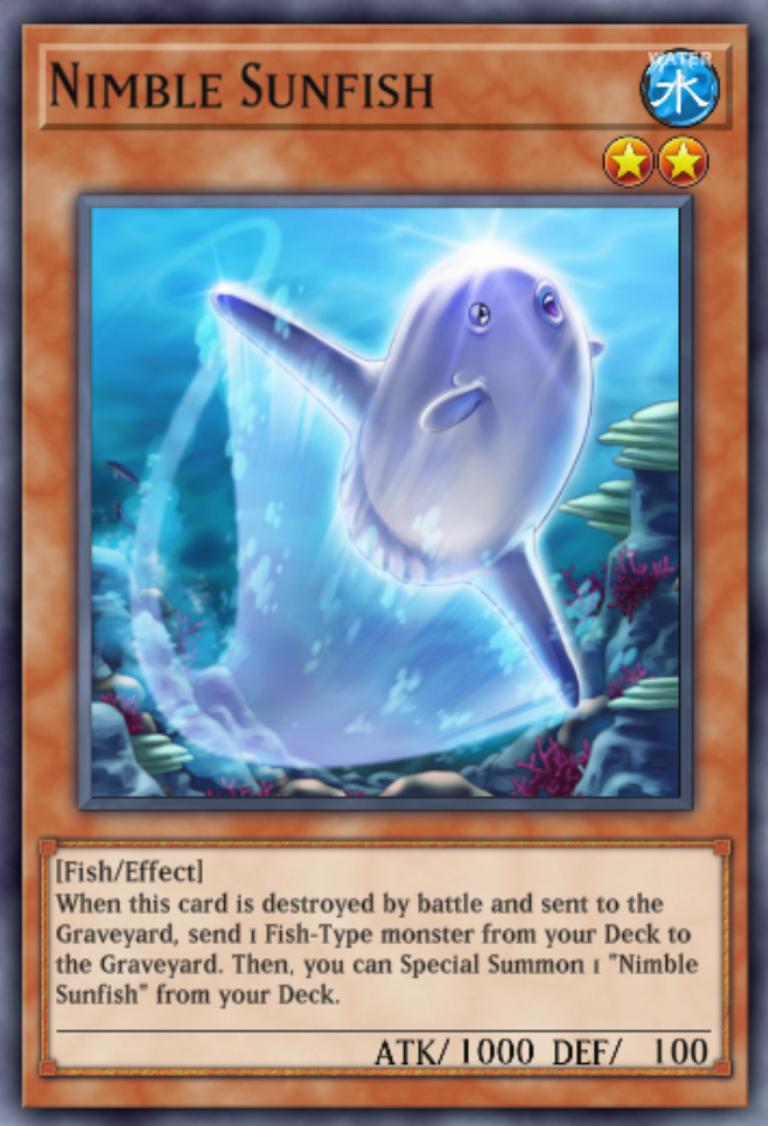 Nimble Sunfish
WATER
水
[Fish/Effect]
When this card is destroyed by battle and sent to the
Graveyard, send 1 Fish-Type monster from your Deck to
the Graveyard. Then, you can Special Summon 1 "Nimble
Sunfish" from your Deck.
ATK/ 1000 DEF/ 100